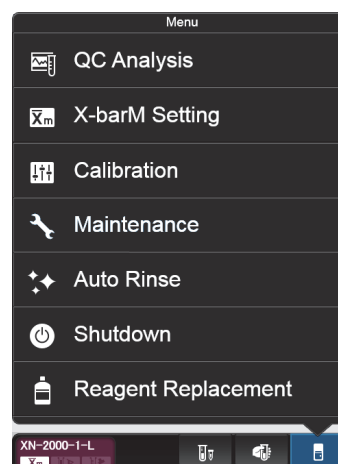 Menu
QC Analysis
X-barM Setting
Calibration
Maintenance
Auto Rinse
Shutdown
Reagent Replacement
XN-2000-1-L